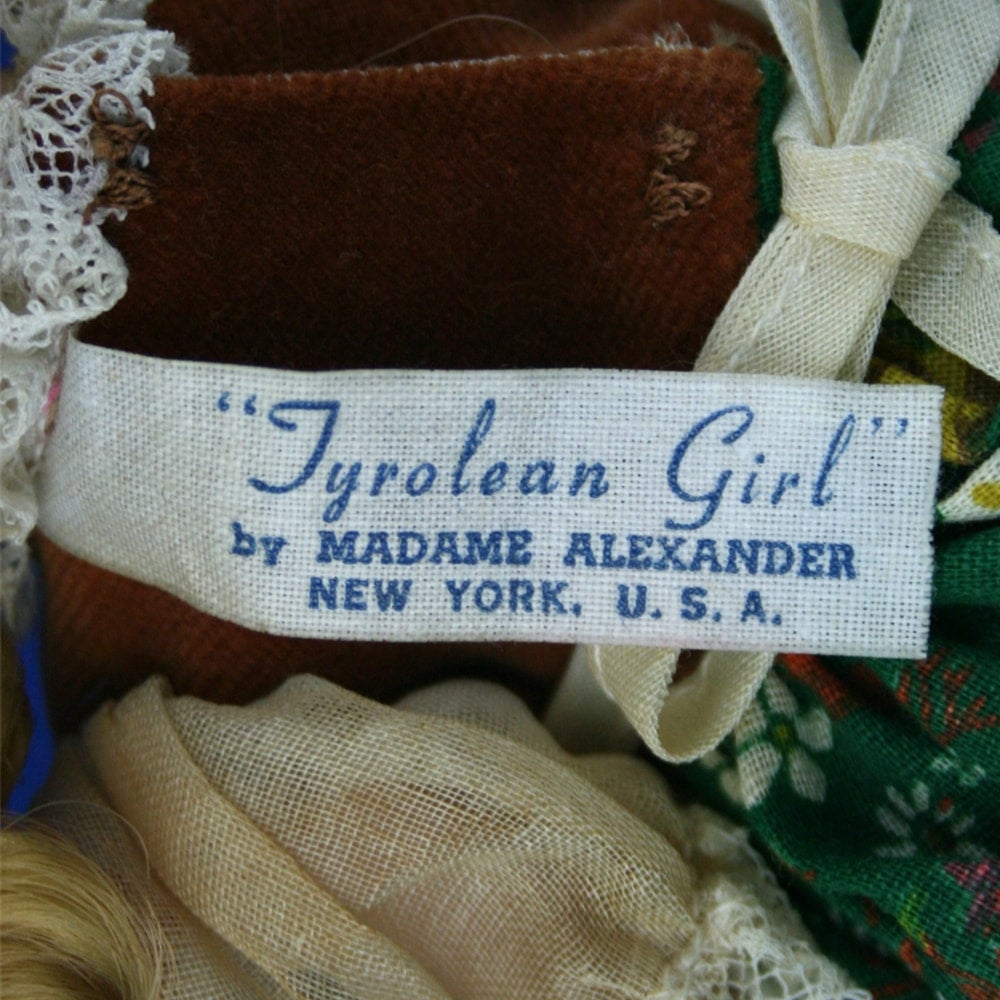 “Tyrolean Girl”
by MADAME ALEXANDER
NEW YORK. U. S. A.